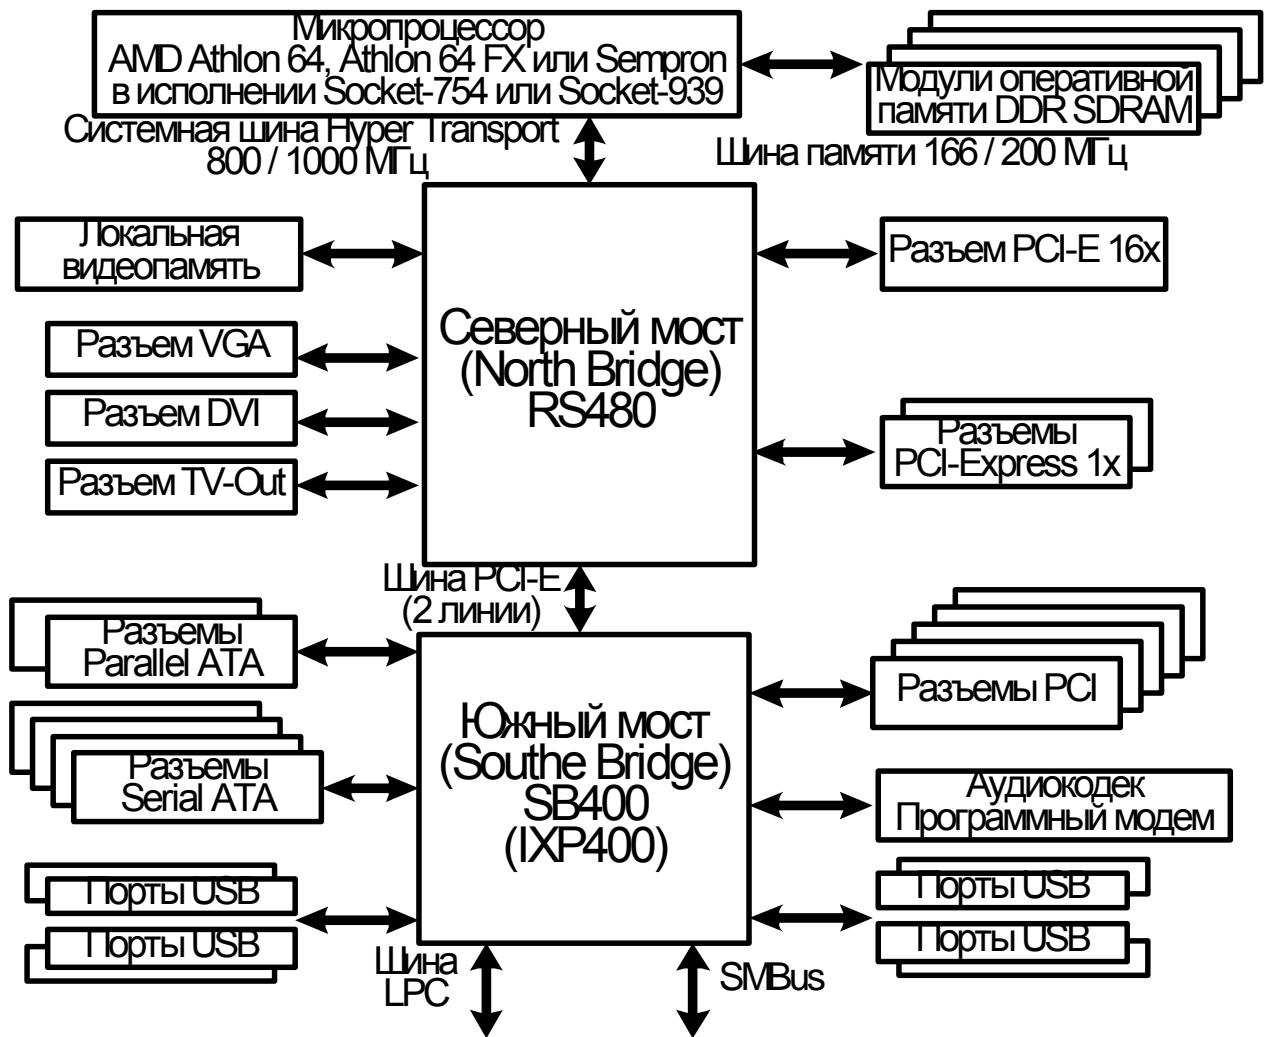 Микропроцессор
AMD Athlon 64, Athlon 64 FX или Sempron
в исполнении Socket-754 или Socket-939
Модули оперативной
памяти DDR SDRAM
Системная шина Hyper Transport
800 / 1000 МГц
Шина памяти 166 / 200 МГц
Локальная
видеопамять
Разъем PCI-E 16x
Разъем VGA
Разъем DVI
Разъем TV-Out
Северный мост
(North Bridge)
RS480
Разъемы
PCI-Express 1x
Шина PCI-E
(2 линии)
Разъемы
Parallel ATA
Разъемы PCI
Разъемы
Serial ATA
Южный мост
(Southe Bridge)
SB400
(IXP400)
Аудиокодек
Программный модем
Порты USB
Порты USB
Порты USB
Порты USB
Шина
LPC
SMBus